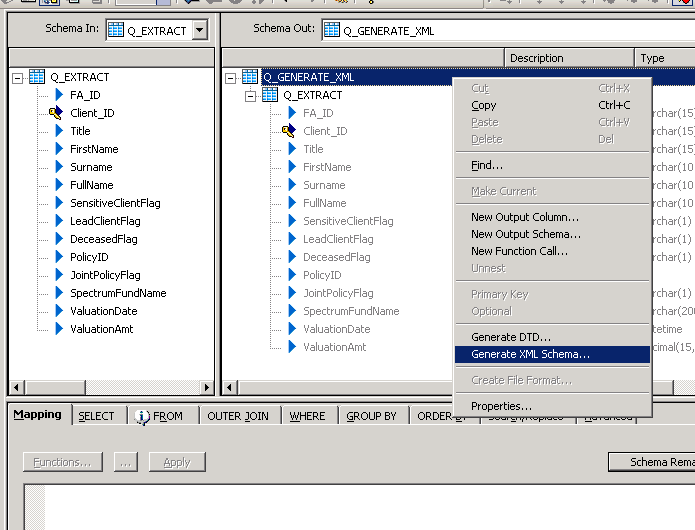 Schema In: Q_EXTRACT Schema Out: Q_GENERATE_XML
Description Type
Q_EXTRACT
FA_ID
Client_ID
Title
FirstName
Surname
FullName
SensitiveClientFlag
LeadClientFlag
DeceasedFlag
PolicyID
JointPolicyFlag
SpectrumFundName
ValuationDate
ValuationAmt
Q_GENERATE_XML
Q_EXTRACT
FA_ID rchar(15)
Client_ID rchar(15)
Title rchar(15)
FirstName rchar(10
Surname rchar(10
FullName rchar(10
SensitiveClientFlag rchar(1)
LeadClientFlag rchar(1)
DeceasedFlag rchar(1)
PolicyID
JointPolicyFlag rchar(1)
SpectrumFundName rchar(200
ValuationDate tetime
ValuationAmt cimal(15,
Cut Ctrl+X
Copy Ctrl+C
Paste Ctrl+V
Delete Del
Find...
Make Current
New Output Column...
New Output Schema...
New Function Call...
Unnest
Primary Key
Optional
Generate DTD...
Generate XML Schema...
Create File Format...
Properties...
Mapping SELECT FROM OUTER JOIN WHERE GROUP BY ORDER Search/Replace Advanced
Functions... ... Apply Schema Rema